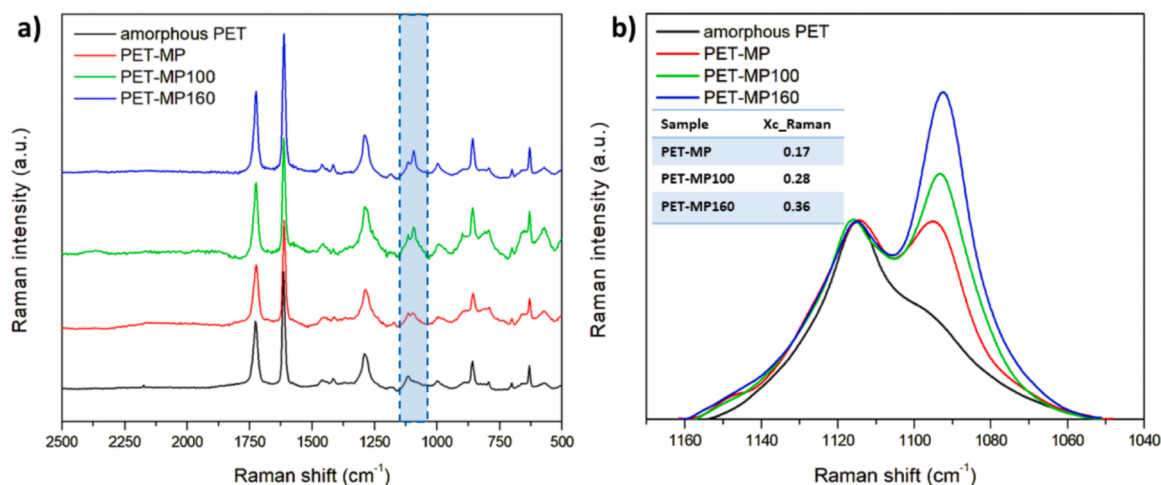 a)
amorphous PET
PET-MP
PET-MP100
PET-MP160
Raman intensity (a.u.)
2500 2250 2000 1750 1500 1250 1000 750 500
Raman shift (cm⁻¹)
b)
amorphous PET
PET-MP
PET-MP100
PET-MP160
Sample Xc_Raman
PET-MP 0.17
PET-MP100 0.28
PET-MP160 0.36
Raman intensity (a.u.)
1160 1140 1120 1100 1080 1060 1040
Raman shift (cm⁻¹)